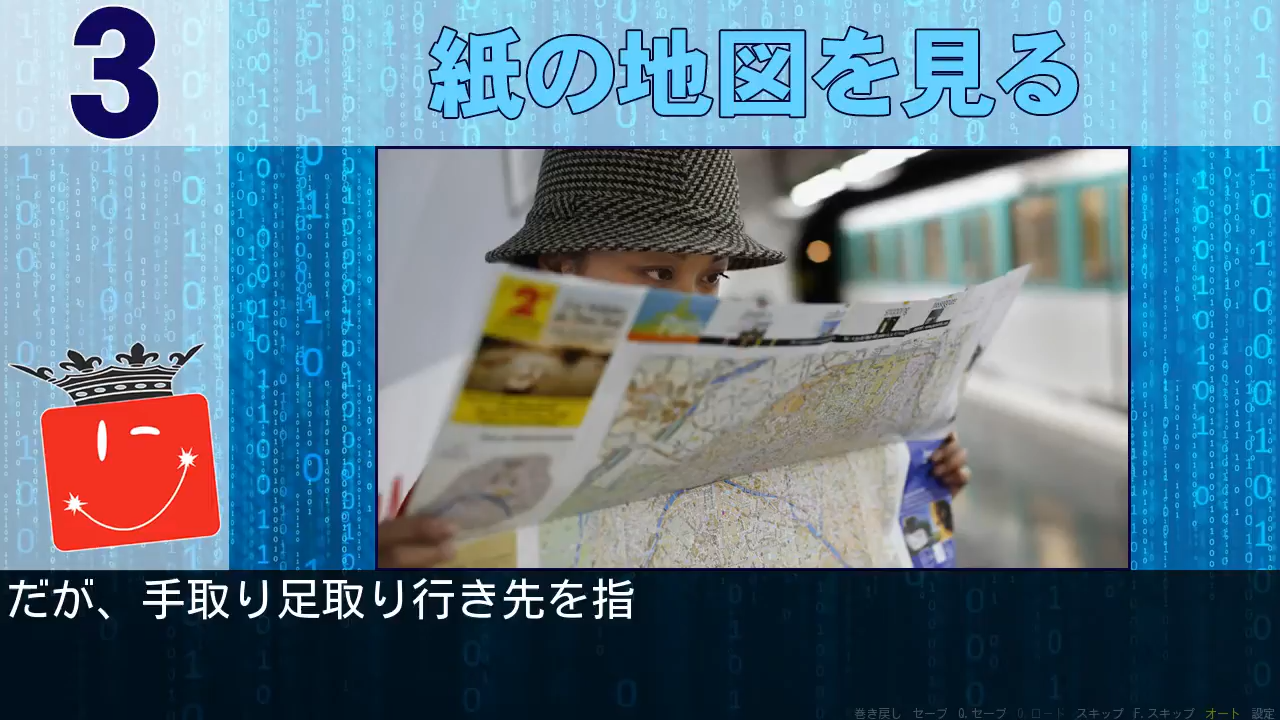 3
紙の地図を見る
2e
だが、手取り足取り行き先を指
巻き戻し セーブ Q.セーブ Q.ロード スキップ F.スキップ オート 設定